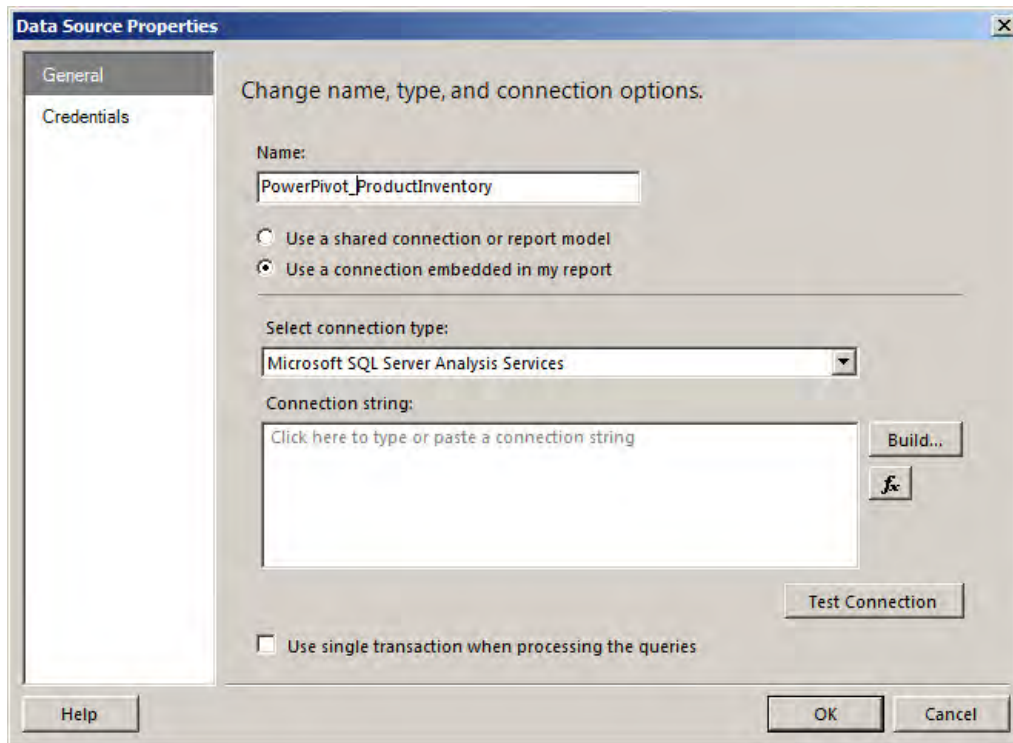 Data Source Properties
General
Credentials
Change name, type, and connection options.
Name:
PowerPivot_ProductInventory
Use a shared connection or report model
Use a connection embedded in my report
Select connection type:
Microsoft SQL Server Analysis Services
Connection string:
Click here to type or paste a connection string
Build...
fx
Test Connection
Use single transaction when processing the queries
Help
OK
Cancel